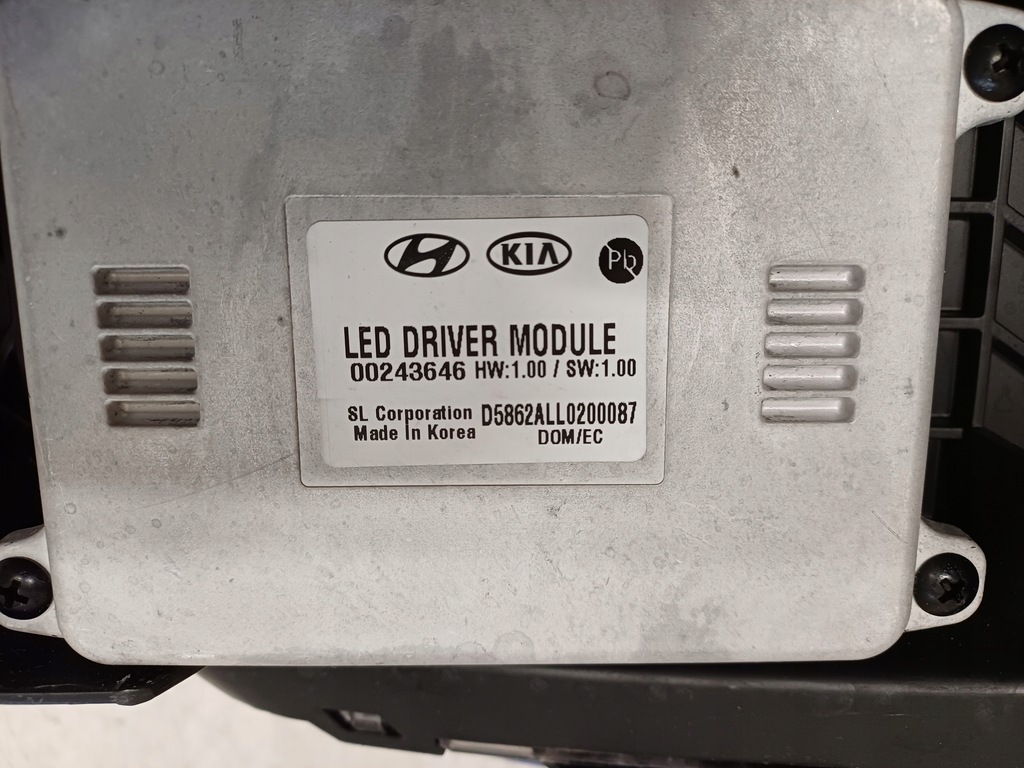 KIA Pb
LED DRIVER MODULE
00243646 HW:1.00 / SW:1.00
SL Corporation D5862ALL0200087
Made In Korea DOM/EC